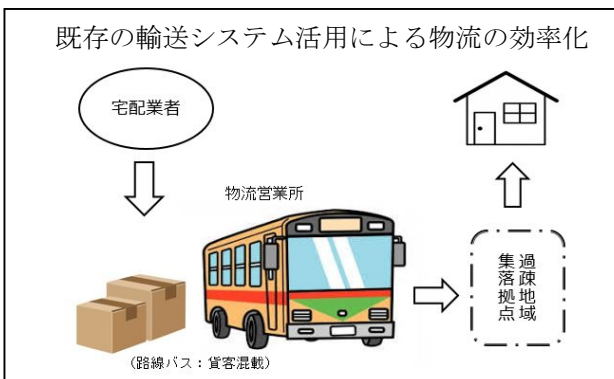 既存の輸送システム活用による物流の効率化
宅配業者
物流営業所
過疎地域
集落拠点
(路線バス：貨客混載)